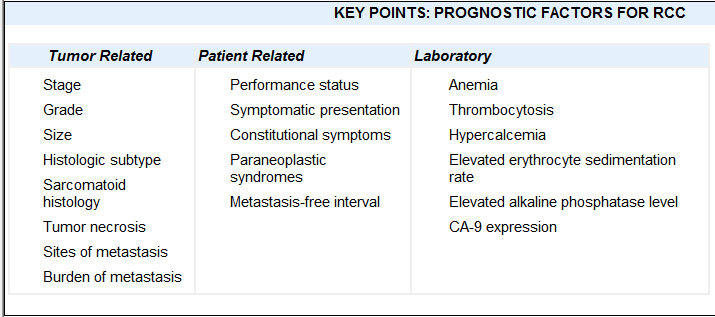 KEY POINTS: PROGNOSTIC FACTORS FOR RCC
Tumor Related
Stage
Grade
Size
Histologic subtype
Sarcomatoid
histology
Tumor necrosis
Sites of metastasis
Burden of metastasis
Patient Related
Performance status
Symptomatic presentation
Constitutional symptoms
Paraneoplastic
syndromes
Metastasis-free interval
Laboratory
Anemia
Thrombocytosis
Hypercalcemia
Elevated erythrocyte sedimentation
rate
Elevated alkaline phosphatase level
CA-9 expression